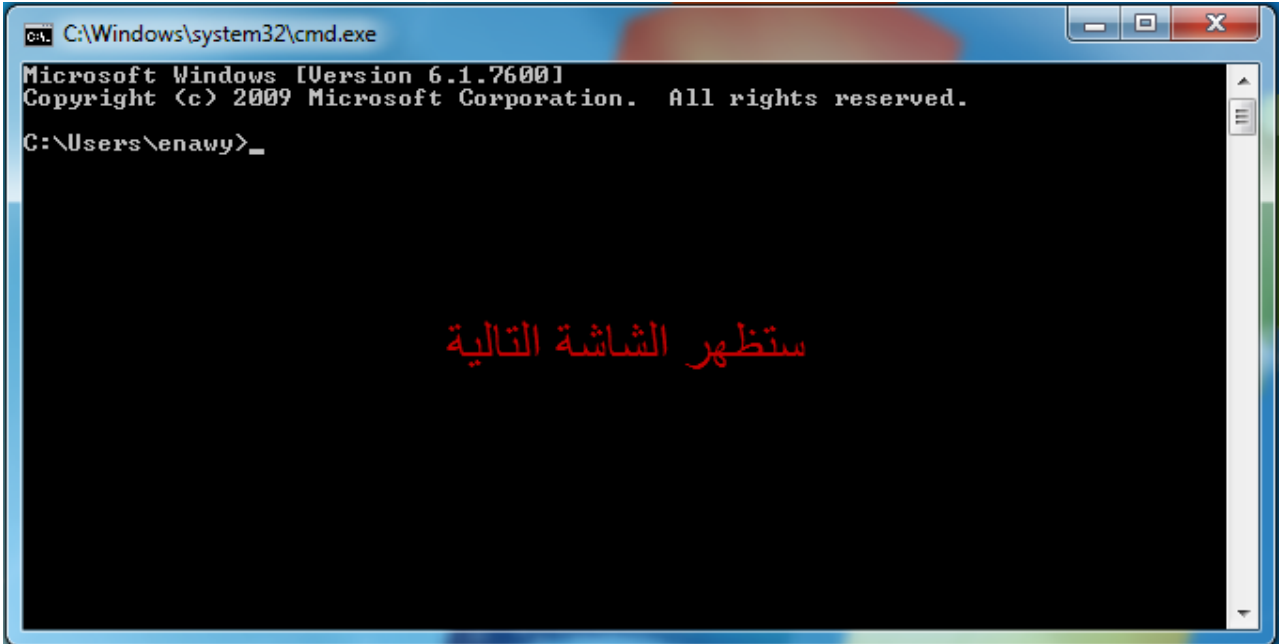 C:\Windows\system32\cmd.exe
Microsoft Windows [Version 6.1.7600]
Copyright (c) 2009 Microsoft Corporation.  All rights reserved.
C:\Users\enawy>_
ستظهر الشاشة التالية